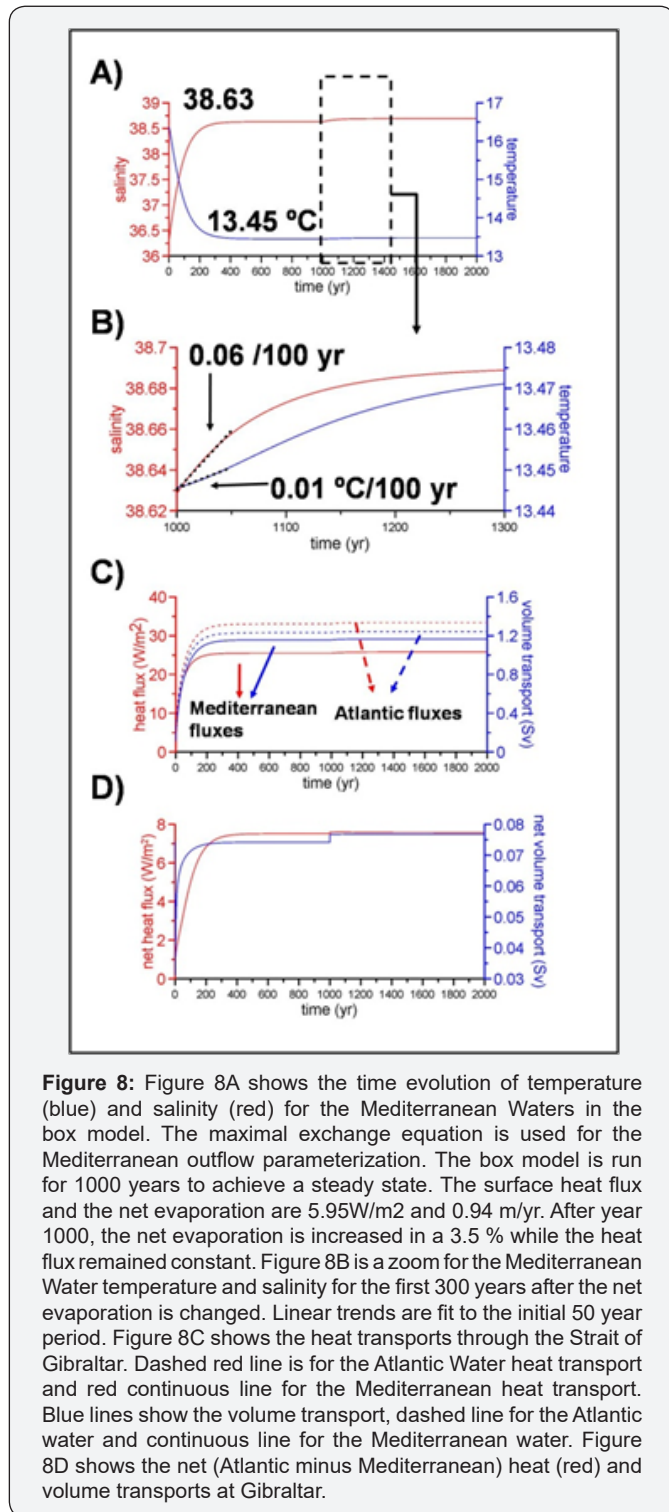 A)
38.63
39
38.5
38
37.5
37
36.5
36
salinity
17
16
15
14
13
temperature
13.45 ºC
0 200 400 600 800 1000 1200 1400 1600 1800 2000
time (yr)
B)
38.7
38.68
38.66
38.64
38.62
salinity
0.06 /100 yr
0.01 ºC/100 yr
13.48
13.47
13.46
13.45
13.44
temperature
1000 1100 1200 1300
time (yr)
C)
40
30
20
10
0
heat flux (W/m²)
1.6
1.2
0.8
0.4
0
volume transport (Sv)
Mediterranean
fluxes
Atlantic fluxes
0 200 400 600 800 1000 1200 1400 1600 1800 2000
time (yr)
D)
8
6
4
2
0
net heat flux (W/m²)
0.08
0.07
0.06
0.05
0.04
0.03
net volume transport (Sv)
0 200 400 600 800 1000 1200 1400 1600 1800 2000
time (yr)
Figure 8: Figure 8A shows the time evolution of temperature
(blue) and salinity (red) for the Mediterranean Waters in the
box model. The maximal exchange equation is used for the
Mediterranean outflow parameterization. The box model is run
for 1000 years to achieve a steady state. The surface heat flux
and the net evaporation are 5.95W/m2 and 0.94 m/yr. After year
1000, the net evaporation is increased in a 3.5 % while the heat
flux remained constant. Figure 8B is a zoom for the Mediterranean
Water temperature and salinity for the first 300 years after the net
evaporation is changed. Linear trends are fit to the initial 50 year
period. Figure 8C shows the heat transports through the Strait of
Gibraltar. Dashed red line is for the Atlantic Water heat transport
and red continuous line for the Mediterranean heat transport.
Blue lines show the volume transport, dashed line for the Atlantic
water and continuous line for the Mediterranean water. Figure
8D shows the net (Atlantic minus Mediterranean) heat (red) and
volume transports at Gibraltar.